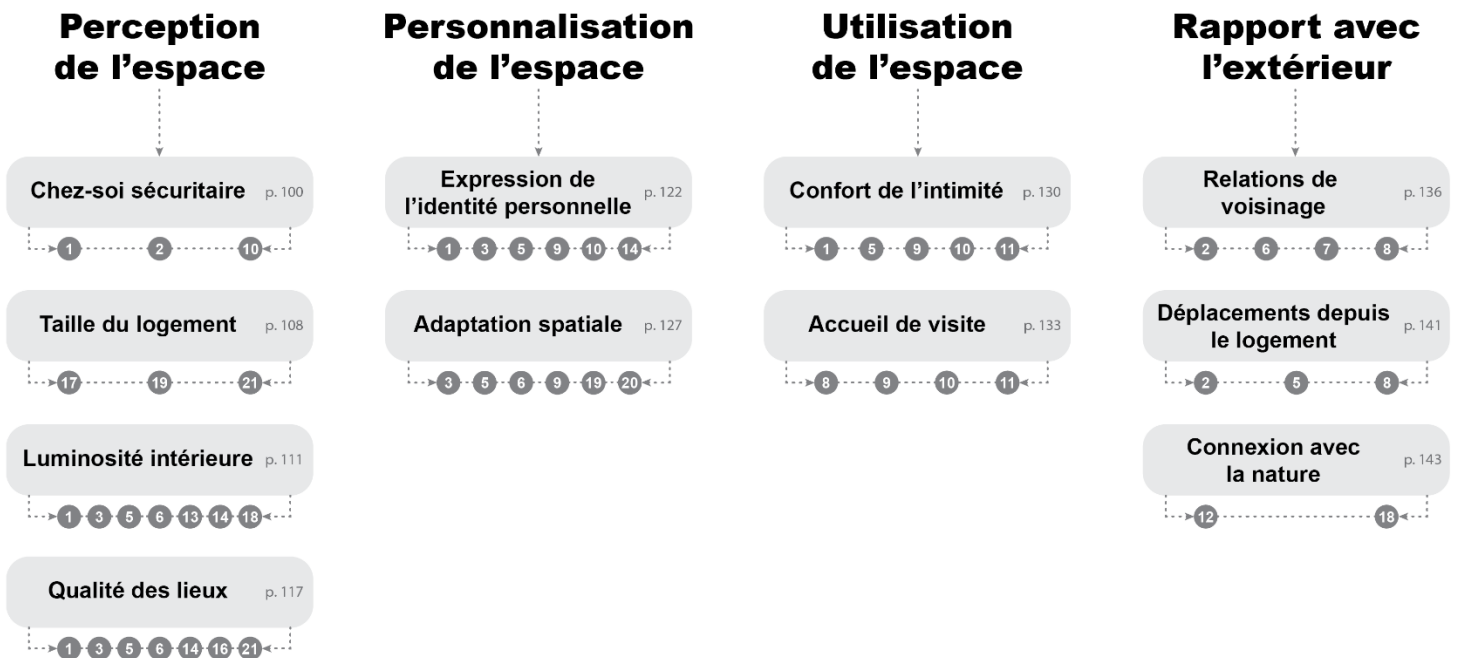 Perception
de l'espace
Chez-soi sécuritaire p. 100
1 2 10
Taille du logement p. 108
17 19 21
Luminosité intérieure p. 111
1 3 5 6 13 14 18
Qualité des lieux p. 117
1 3 5 6 14 16 21
Personnalisation
de l'espace
Expression de
l'identité personnelle p. 122
1 3 5 9 10 14
Adaptation spatiale p. 127
3 5 6 9 19 20
Utilisation
de l'espace
Confort de l'intimité p. 130
1 5 9 10 11
Accueil de visite p. 133
8 9 10 11
Rapport avec
l'extérieur
Relations de
voisinage p. 136
2 6 7 8
Déplacements depuis
le logement p. 141
2 5 8
Connexion avec
la nature p. 143
12 18